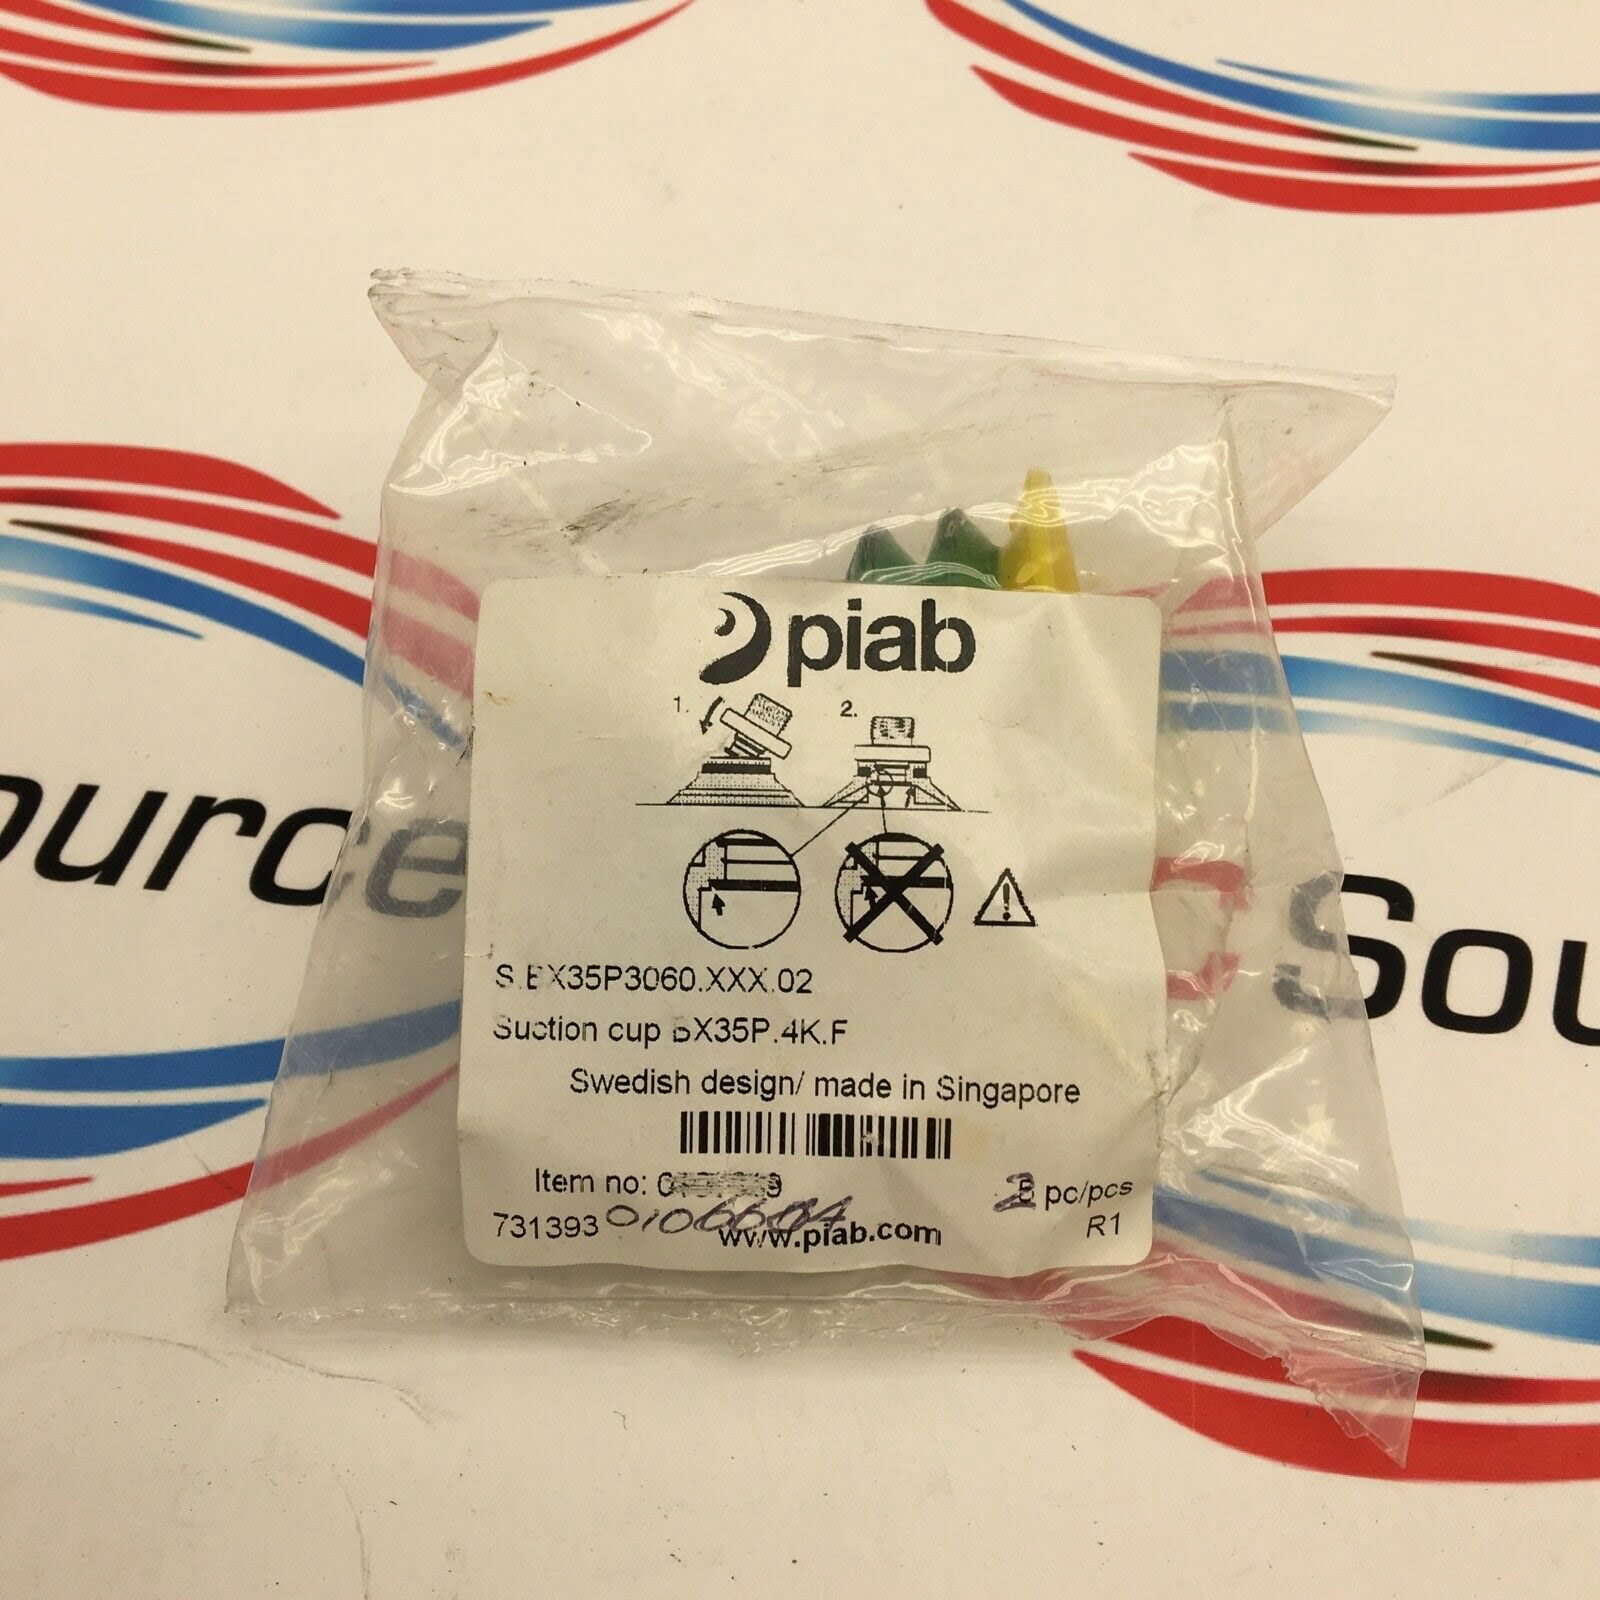 piab
1. 2.
S.BX35P3060.XXX.02
Suction cup BX35P.4K.F
Swedish design/ made in Singapore
Item no:
pc/pcs
731393
www.piab.com
R1
ource
Sou